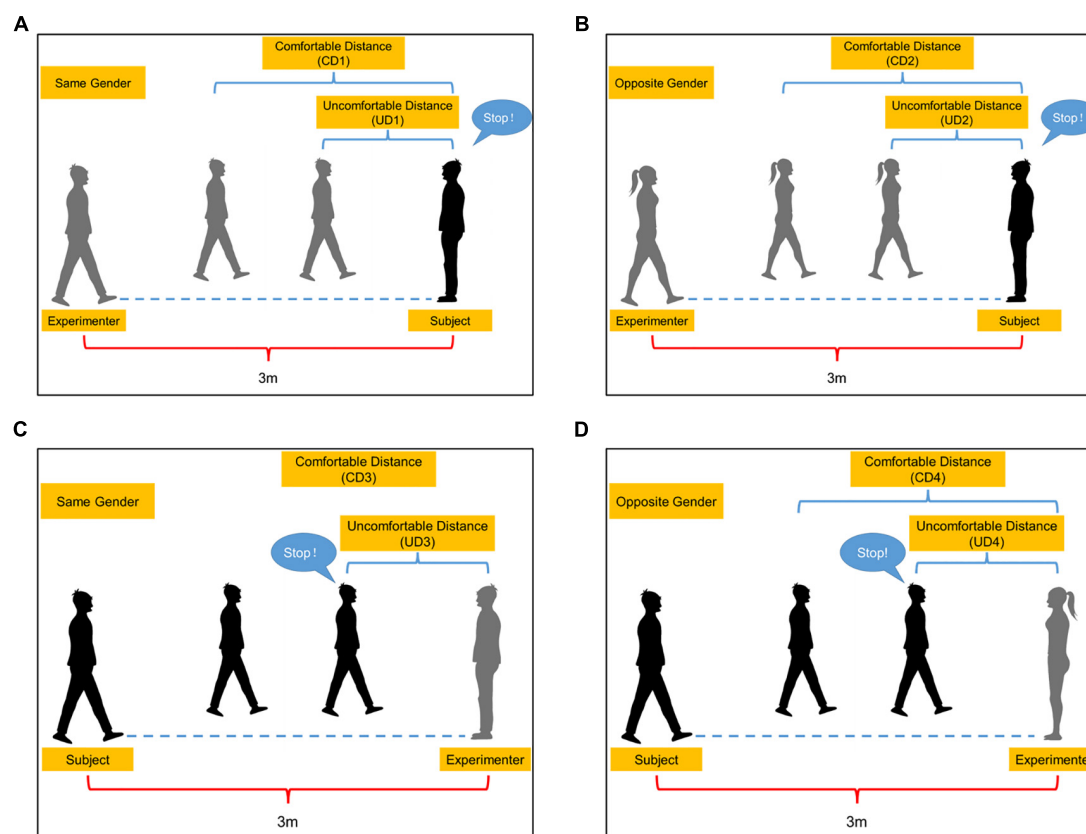 A
Same Gender
Comfortable Distance
(CD1)
Uncomfortable Distance
(UD1)
Stop!
Experimenter
Subject
3m
B
Opposite Gender
Comfortable Distance
(CD2)
Uncomfortable Distance
(UD2)
Stop!
Experimenter
Subject
3m
C
Same Gender
Comfortable Distance
(CD3)
Uncomfortable Distance
(UD3)
Stop!
Subject
Experimenter
3m
D
Opposite Gender
Comfortable Distance
(CD4)
Uncomfortable Distance
(UD4)
Stop!
Subject
Experimenter
3m